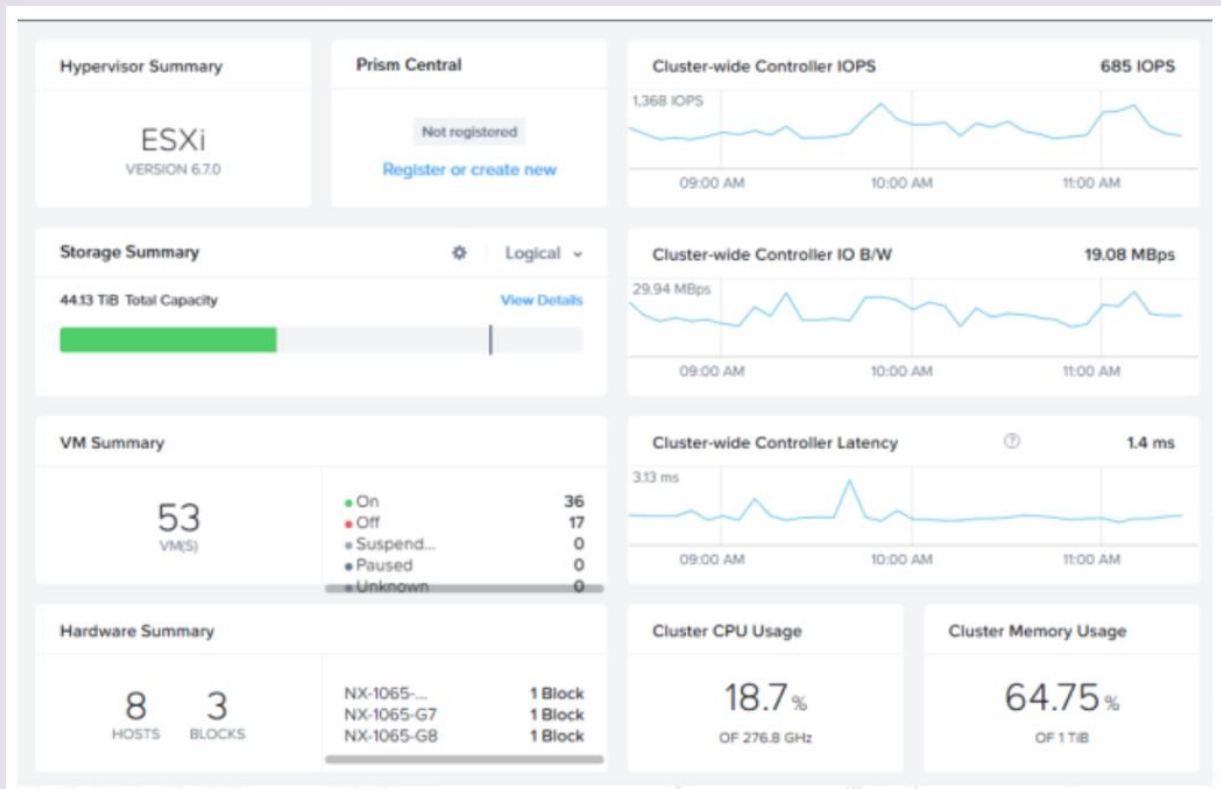 Hypervisor Summary
ESXi
VERSION 6.7.0
Prism Central
Not registered
Register or create new
Cluster-wide Controller IOPS 685 IOPS
1,368 IOPS
09:00 AM 10:00 AM 11:00 AM
Storage Summary Logical
44.13 TiB Total Capacity View Details
Cluster-wide Controller IO B/W 19.08 MBps
29.94 MBps
09:00 AM 10:00 AM 11:00 AM
VM Summary
53
VM(S)
On 36
Off 17
Suspend... 0
Paused 0
Unknown 0
Cluster-wide Controller Latency ? 1.4 ms
3.13 ms
09:00 AM 10:00 AM 11:00 AM
Hardware Summary
8 3
HOSTS BLOCKS
NX-1065-... 1 Block
NX-1065-G7 1 Block
NX-1065-G8 1 Block
Cluster CPU Usage
18.7 %
OF 276.8 GHz
Cluster Memory Usage
64.75 %
OF 1 TiB